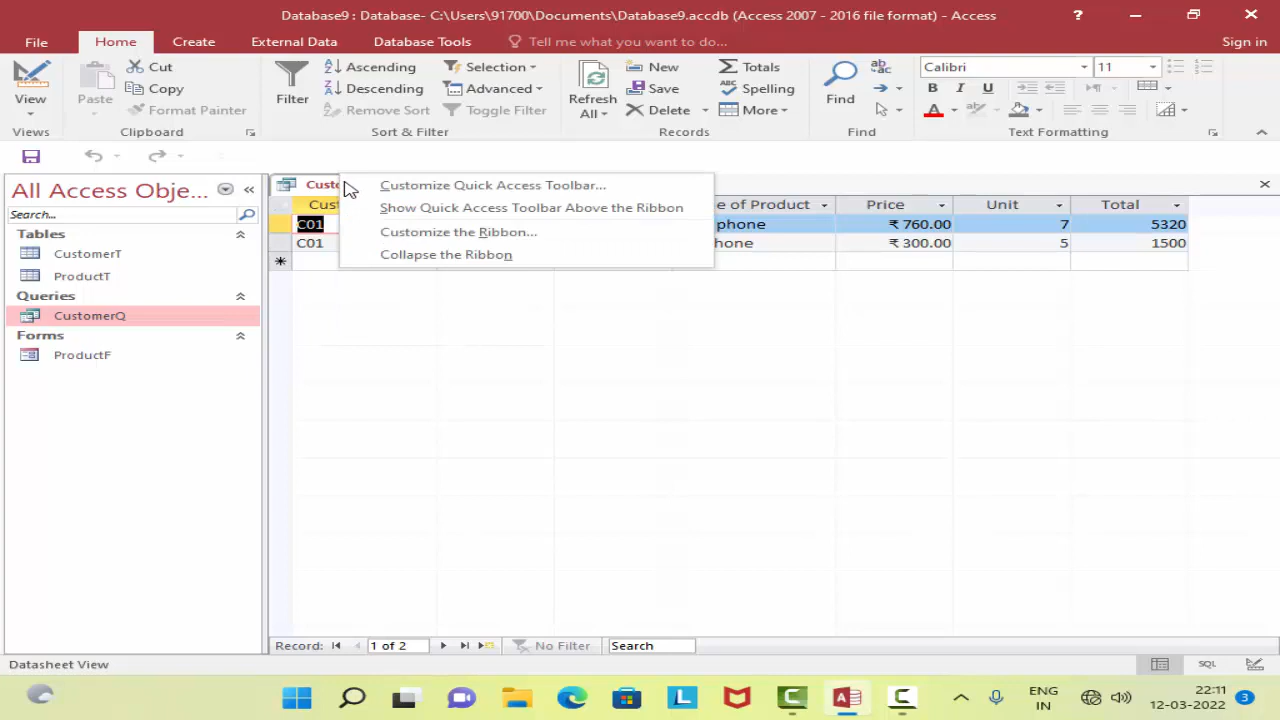 Database9 : Database- C:\Users\91700\Documents\Database9.accdb (Access 2007 - 2016 file format) - Access
?
File Home Create External Data Database Tools Tell me what you want to do... Sign in
View
Views
Paste
Cut
Copy
Format Painter
Clipboard
Filter
Ascending
Descending
Remove Sort
Selection
Advanced
Toggle Filter
Sort & Filter
Refresh
All
New
Save
Delete
Totals
Spelling
More
Records
Find
Find
Calibri 11
B I U
A
Text Formatting
All Access Obje...
Search...
Tables
CustomerT
ProductT
Queries
CustomerQ
Forms
ProductF
Custo
Customize Quick Access Toolbar...
Show Quick Access Toolbar Above the Ribbon
Customize the Ribbon...
Collapse the Ribbon
Cust e of Product Price Unit Total
C01 phone ₹ 760.00 7 5320
C01 hone ₹ 300.00 5 1500
Record: 1 of 2 No Filter Search
Datasheet View SQL
ENG
IN
22:11
12-03-2022
3